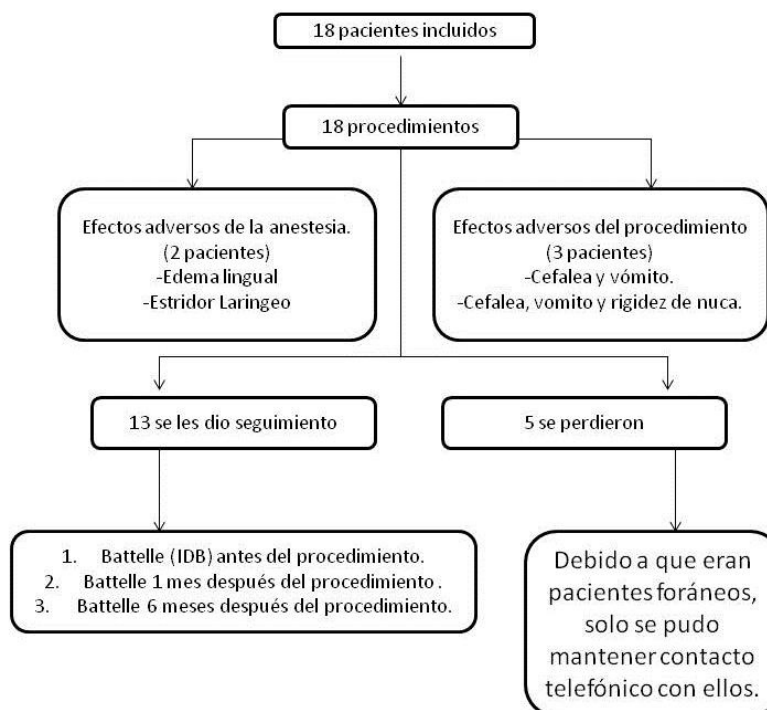 18 pacientes incluidos
18 procedimientos
Efectos adversos de la anestesia.
(2 pacientes)
-Edema lingual
-Estridor Laringeo
Efectos adversos del procedimiento
(3 pacientes)
-Cefalea y vómito.
-Cefalea, vomito y rigidez de nuca.
13 se les dio seguimiento
5 se perdieron
1. Battelle (IDB) antes del procedimiento.
2. Battelle 1 mes después del procedimiento .
3. Battelle 6 meses después del procedimiento.
Debido a que eran
pacientes foráneos,
solo se pudo
mantener contacto
telefónico con ellos.